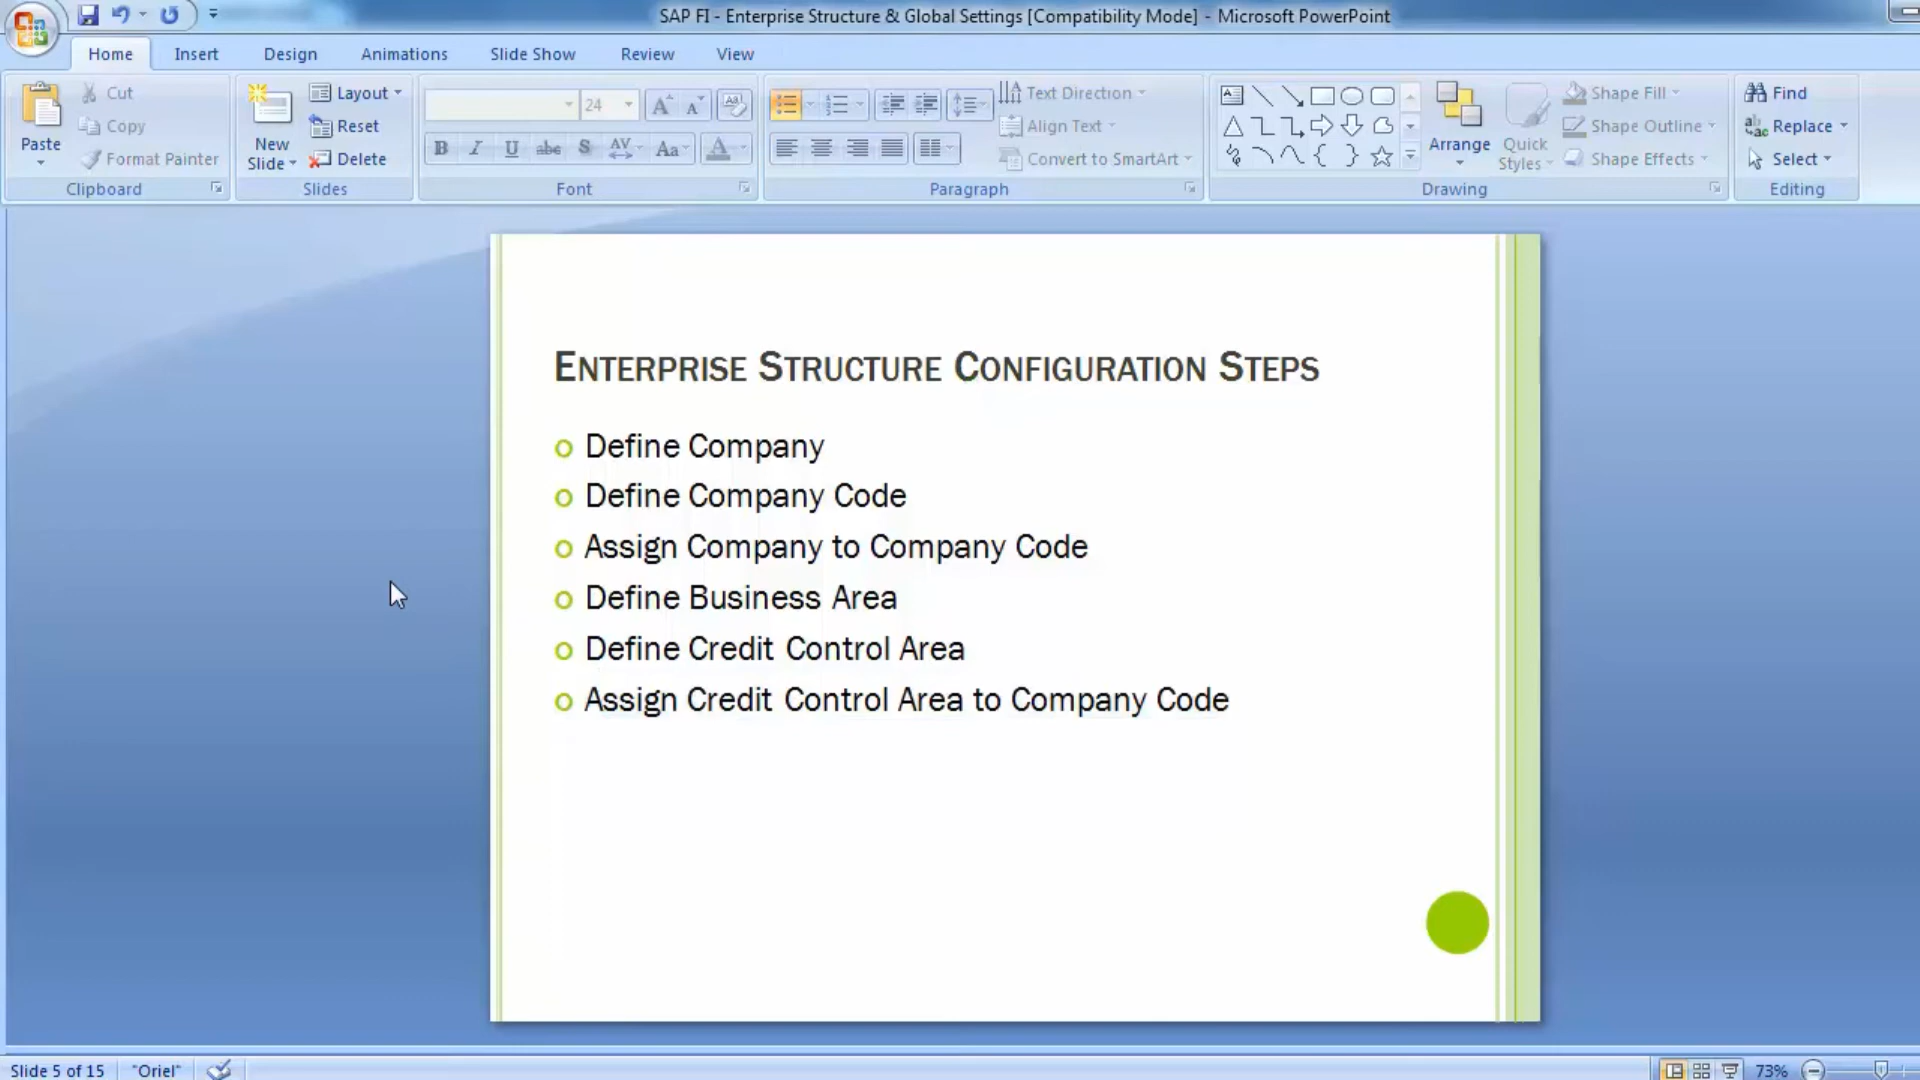 SAP FI - Enterprise Structure & Global Settings [Compatibility Mode] - Microsoft PowerPoint
Home Insert Design Animations Slide Show Review View
Paste
Cut
Copy
Format Painter
Clipboard
New Slide
Layout
Reset
Delete
Slides
24
B I U abc S AV Aa A
Font
Text Direction
Align Text
Convert to SmartArt
Paragraph
Arrange
Quick Styles
Shape Fill
Shape Outline
Shape Effects
Drawing
Find
Replace
Select
Editing
ENTERPRISE STRUCTURE CONFIGURATION STEPS
Define Company
Define Company Code
Assign Company to Company Code
Define Business Area
Define Credit Control Area
Assign Credit Control Area to Company Code
Slide 5 of 15 "Oriel" 73%